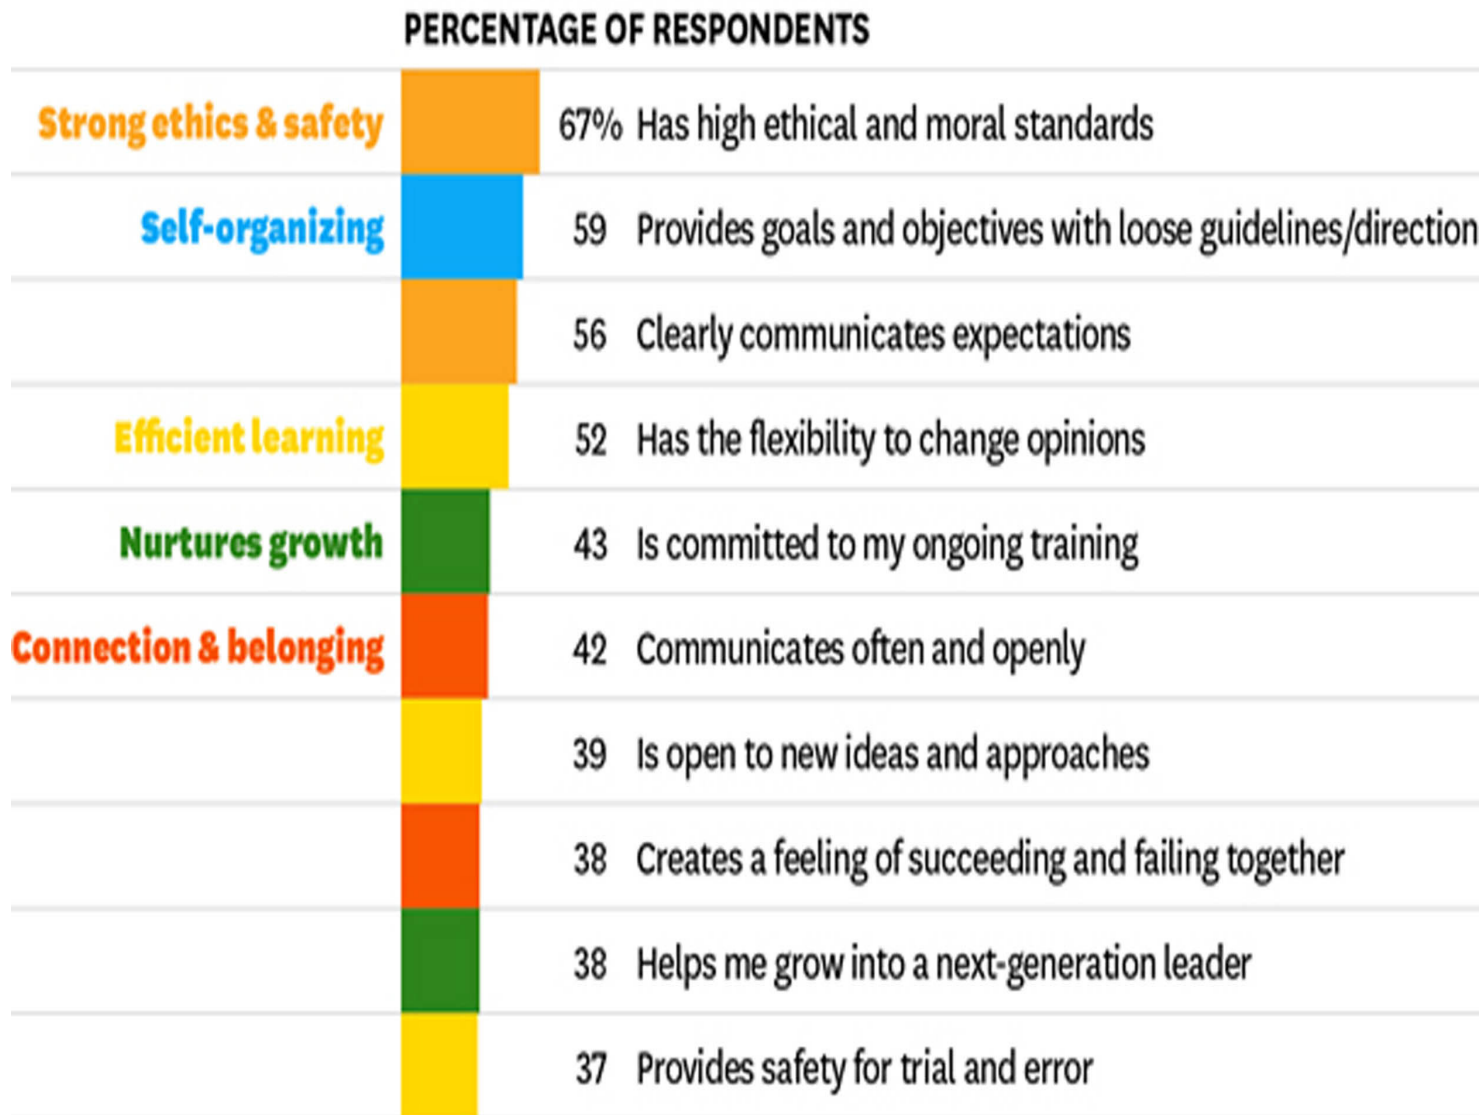 PERCENTAGE OF RESPONDENTS
Strong ethics & safety 67% Has high ethical and moral standards
Self-organizing 59 Provides goals and objectives with loose guidelines/direction
56 Clearly communicates expectations
Efficient learning 52 Has the flexibility to change opinions
Nurtures growth 43 Is committed to my ongoing training
Connection & belonging 42 Communicates often and openly
39 Is open to new ideas and approaches
38 Creates a feeling of succeeding and failing together
38 Helps me grow into a next-generation leader
37 Provides safety for trial and error